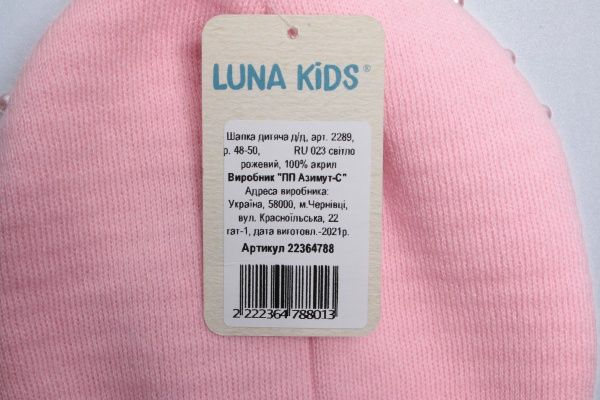 LUNA KiDS®
Шапка дитяча д/д, арт. 2289,
р. 48-50, RU 023 світло
рожевий, 100% акрил
Виробник "ПП Азимут-С"
Адреса виробника:
Україна, 58000, м.Чернівці,
вул. Красноїльська, 22
гат-1, дата виготовл.-2021р.
Артикул 22364788
2 222364 788013